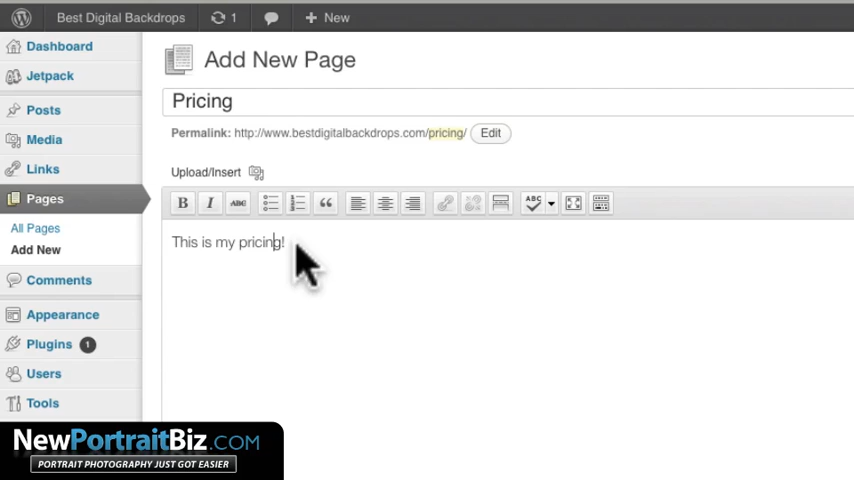 Best Digital Backdrops 1 + New
Dashboard
Jetpack
Posts
Media
Links
Pages
All Pages
Add New
Comments
Appearance
Plugins 1
Users
Tools
Add New Page
Pricing
Permalink: http://www.bestdigitalbackdrops.com/pricing/ Edit
Upload/Insert
B I ABC ABC
This is my pricing!
NewPortraitBiz.com
PORTRAIT PHOTOGRAPHY JUST GOT EASIER